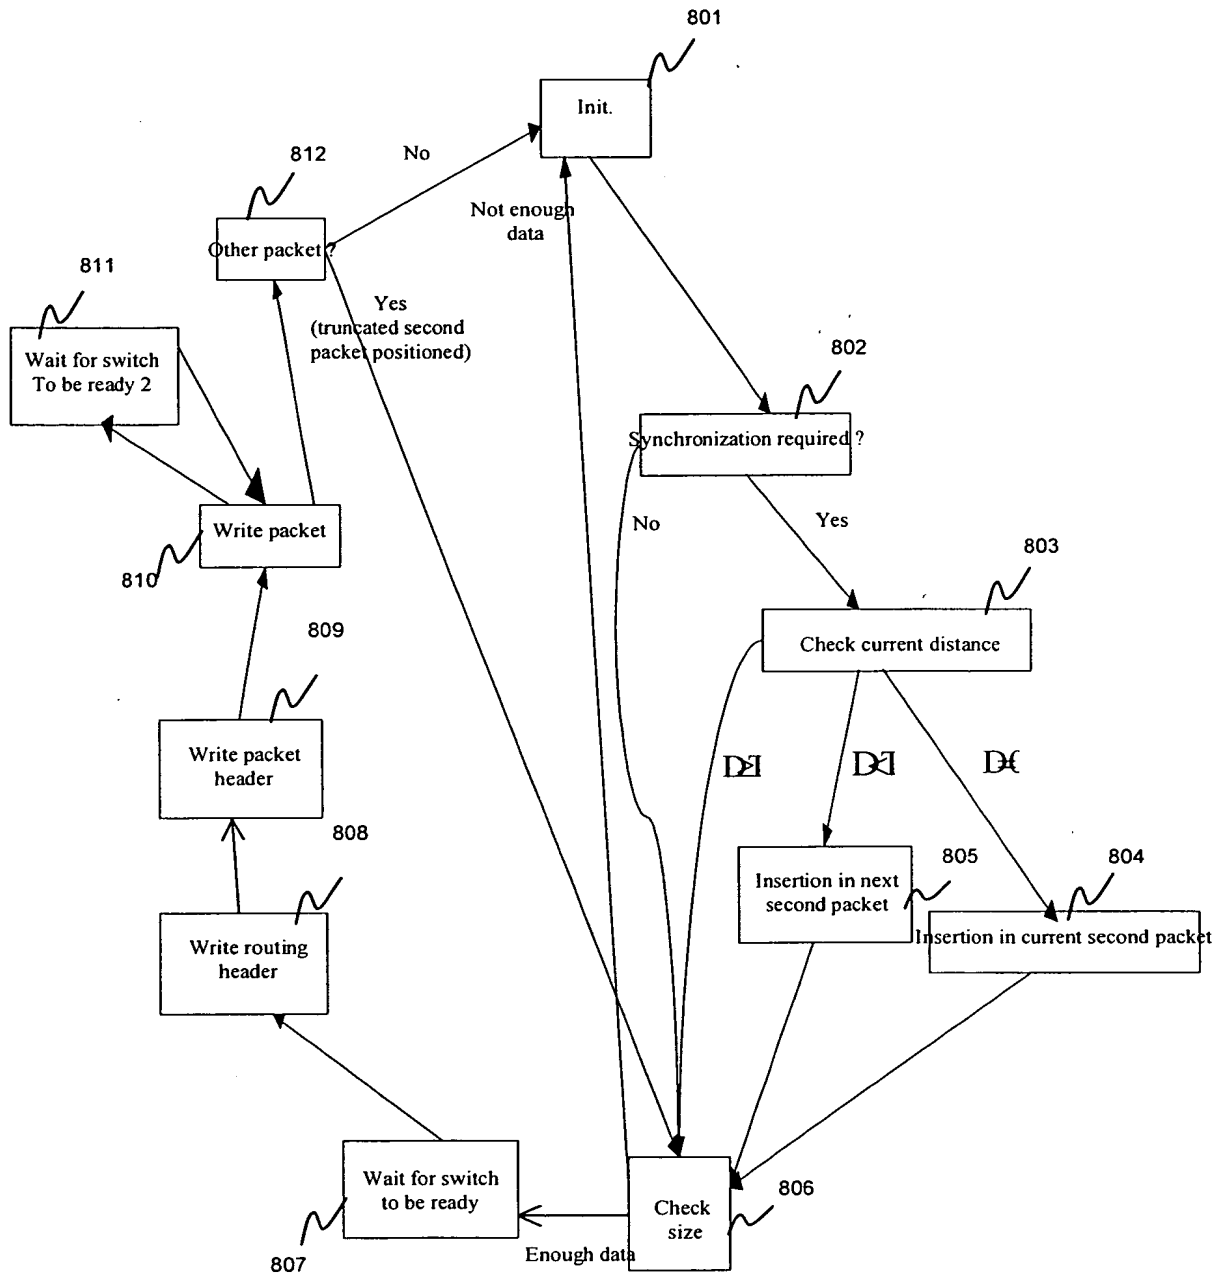 801
Init.
812
No
Not enough
data
Other packet ?
811
Yes
(truncated second
packet positioned)
Wait for switch
To be ready 2
802
Synchronization required ?
No
Yes
Write packet
810
803
Check current distance
809
Write packet
header
808
805
804
Insertion in next
second packet
Insertion in current second packet
Write routing
header
Wait for switch
to be ready
807
Check
size
806
Enough data